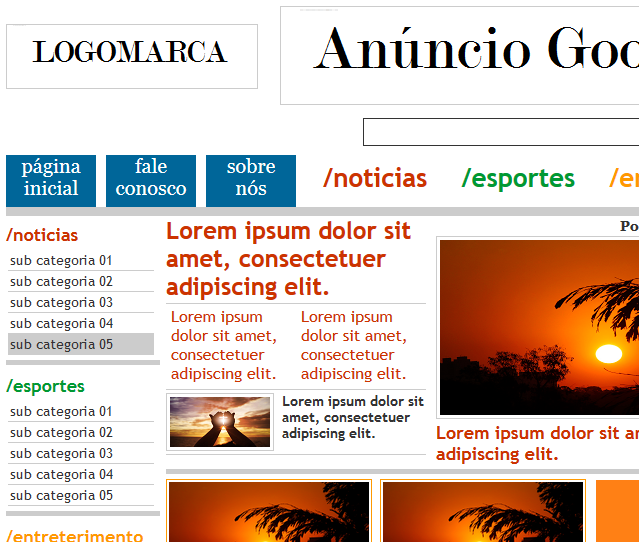 LOGOMARCA
Anúncio Goo
página
inicial
fale
conosco
sobre
nós
/noticias
/esportes
/en
/noticias
sub categoria 01
sub categoria 02
sub categoria 03
sub categoria 04
sub categoria 05
/esportes
sub categoria 01
sub categoria 02
sub categoria 03
sub categoria 04
sub categoria 05
/entreterimento
Lorem ipsum dolor sit
amet, consectetuer
adipiscing elit.
Lorem ipsum
dolor sit amet,
consectetuer
adipiscing elit.
Lorem ipsum
dolor sit amet,
consectetuer
adipiscing elit.
Lorem ipsum dolor sit
amet, consectetuer
adipiscing elit.
Po
Lorem ipsum dolor sit a
adipiscing elit.